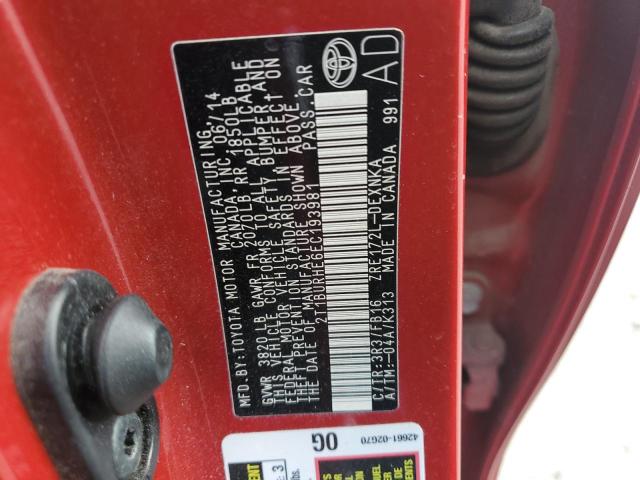 MFD.BY:TOYOTA MOTOR MANUFACTURING
CANADA, INC. 06/14
GVWR 3820LB GAWR FR 2070LB RR 1850LB
THIS VEHICLE CONFORMS TO ALL APPLICABLE
FEDERAL MOTOR VEHICLE SAFETY, BUMPER, AND
THEFT PREVENTION STANDARDS IN EFFECT ON
THE DATE OF MANUFACTURE SHOWN ABOVE.
2T1BURHE6EC193981 PASS.CAR
C/TR:3R3/FB16 ZRE172L-DEXNKA
A/TM:-04A/K313 MADE IN CANADA 991
AD
42661-02G70
0G
3